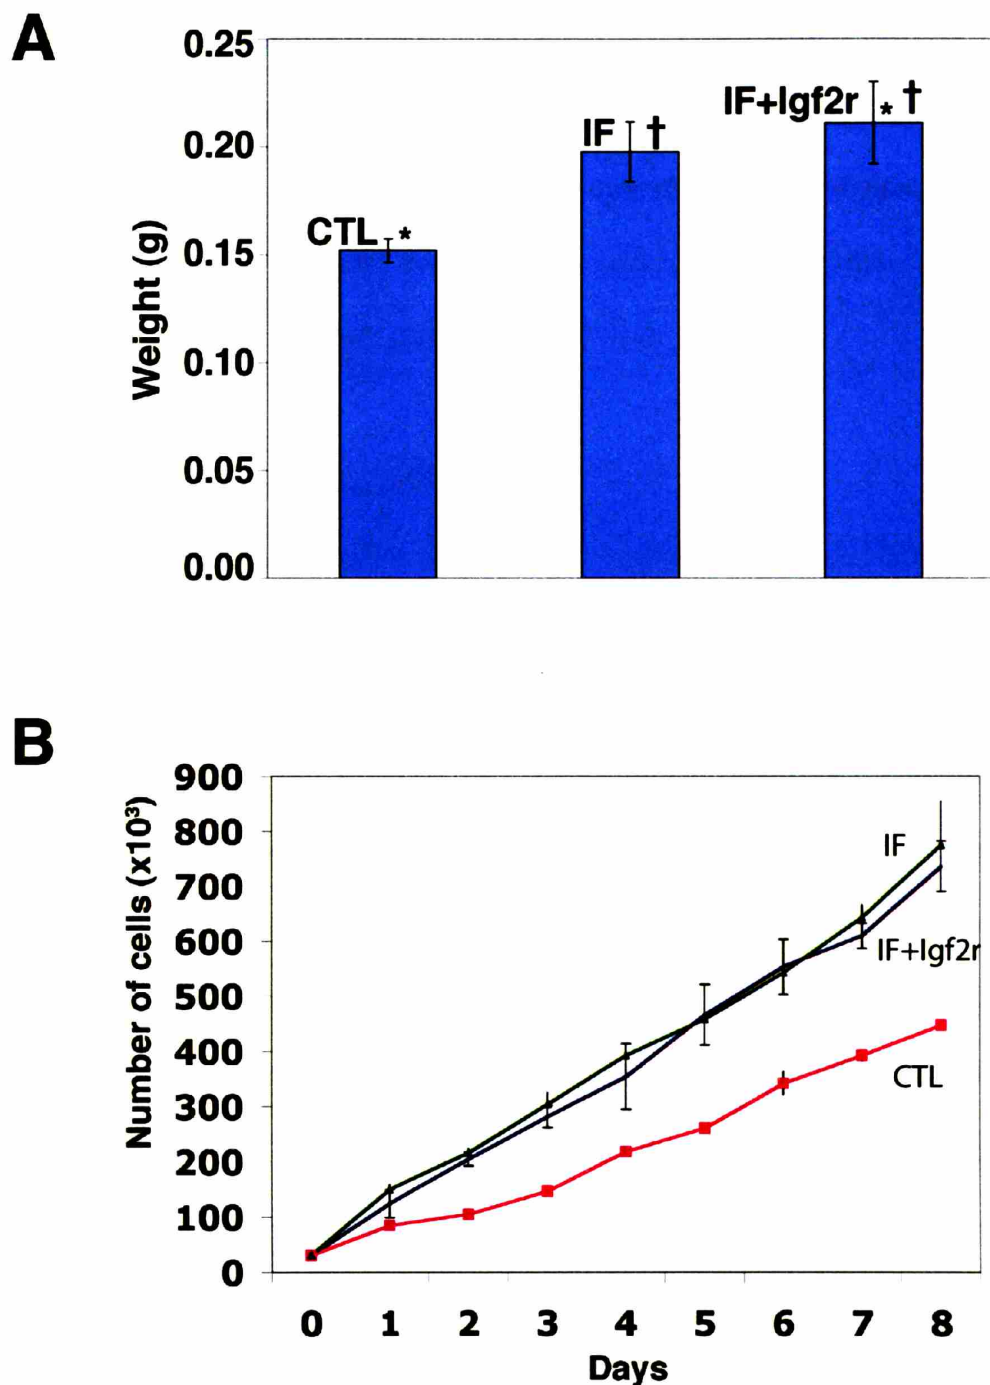 A
0.25
0.20
0.15
0.10
0.05
0.00
Weight (g)
CTL *
IF †
IF+Igf2r * †
B
900
800
700
600
500
400
300
200
100
0
Number of cells (x10³)
IF
IF+Igf2r
CTL
0 1 2 3 4 5 6 7 8
Days